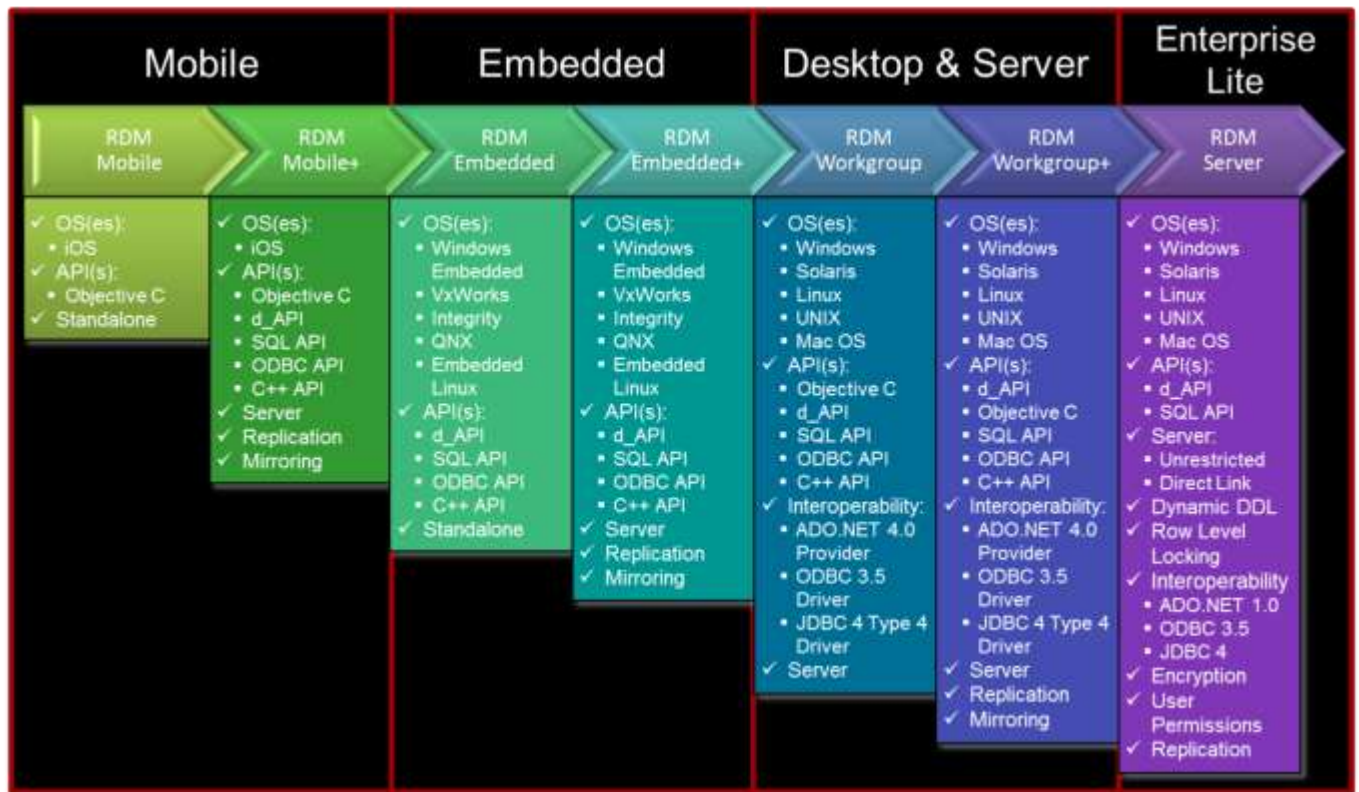 Mobile
Embedded
Desktop & Server
Enterprise
Lite
RDM
Mobile
RDM
Mobile+
RDM
Embedded
RDM
Embedded+
RDM
Workgroup
RDM
Workgroup+
RDM
Server
✓ OS(es):
▪ iOS
✓ API(s):
▪ Objective C
✓ Standalone
✓ OS(es):
▪ iOS
✓ API(s):
▪ Objective C
▪ d_API
▪ SQL API
▪ ODBC API
▪ C++ API
✓ Server
✓ Replication
✓ Mirroring
✓ OS(es):
▪ Windows
Embedded
▪ VxWorks
▪ Integrity
▪ QNX
▪ Embedded
Linux
✓ API(s):
▪ d_API
▪ SQL API
▪ ODBC API
▪ C++ API
✓ Standalone
✓ OS(es):
▪ Windows
Embedded
▪ VxWorks
▪ Integrity
▪ QNX
▪ Embedded
Linux
✓ API(s):
▪ d_API
▪ SQL API
▪ ODBC API
▪ C++ API
✓ Server
✓ Replication
✓ Mirroring
✓ OS(es):
▪ Windows
▪ Solaris
▪ Linux
▪ UNIX
▪ Mac OS
✓ API(s):
▪ Objective C
▪ d_API
▪ SQL API
▪ ODBC API
▪ C++ API
✓ Interoperability:
▪ ADO.NET 4.0
Provider
▪ ODBC 3.5
Driver
▪ JDBC 4 Type 4
Driver
✓ Server
✓ OS(es):
▪ Windows
▪ Solaris
▪ Linux
▪ UNIX
▪ Mac OS
✓ API(s):
▪ d_API
▪ Objective C
▪ SQL API
▪ ODBC API
▪ C++ API
✓ Interoperability:
▪ ADO.NET 4.0
Provider
▪ ODBC 3.5
Driver
▪ JDBC 4 Type 4
Driver
✓ Server
✓ Replication
✓ Mirroring
✓ OS(es):
▪ Windows
▪ Solaris
▪ Linux
▪ UNIX
▪ Mac OS
✓ API(s):
▪ d_API
▪ SQL API
✓ Server:
▪ Unrestricted
▪ Direct Link
✓ Dynamic DDL
✓ Row Level
Locking
✓ Interoperability
▪ ADO.NET 1.0
▪ ODBC 3.5
▪ JDBC 4
✓ Encryption
✓ User
Permissions
✓ Replication